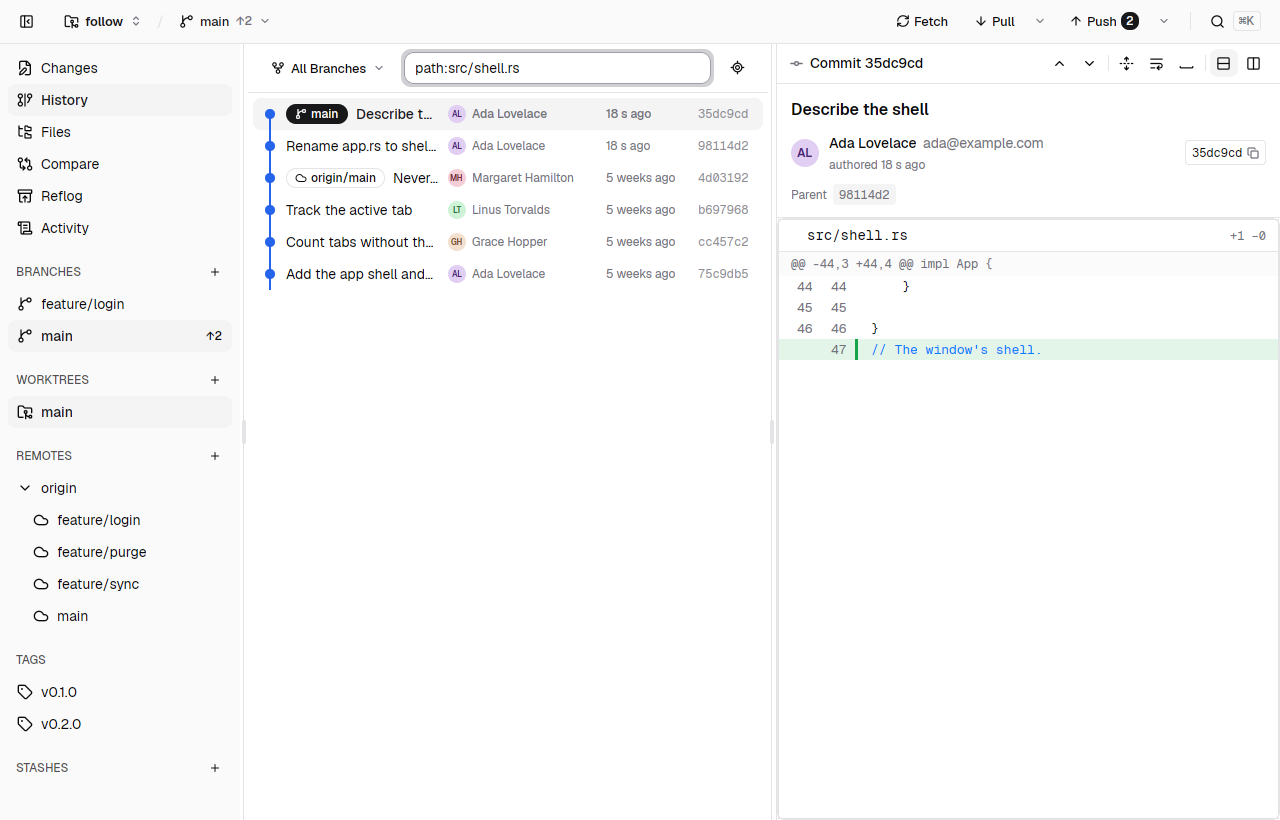 follow / main ↑2
Fetch Pull Push 2 ⌘K
Changes
History
Files
Compare
Reflog
Activity
BRANCHES
feature/login
main ↑2
WORKTREES
main
REMOTES
origin
feature/login
feature/purge
feature/sync
main
TAGS
v0.1.0
v0.2.0
STASHES
All Branches path:src/shell.rs
main Describe t... AL Ada Lovelace 18 s ago 35dc9cd
Rename app.rs to shel... AL Ada Lovelace 18 s ago 98114d2
origin/main Never... MH Margaret Hamilton 5 weeks ago 4d03192
Track the active tab LT Linus Torvalds 5 weeks ago b697968
Count tabs without th... GH Grace Hopper 5 weeks ago cc457c2
Add the app shell and... AL Ada Lovelace 5 weeks ago 75c9db5
Commit 35dc9cd
Describe the shell
AL Ada Lovelace ada@example.com
authored 18 s ago
35dc9cd
Parent 98114d2
src/shell.rs +1 −0
@@ -44,3 +44,4 @@ impl App {
44 44 }
45 45
46 46 }
47 // The window's shell.